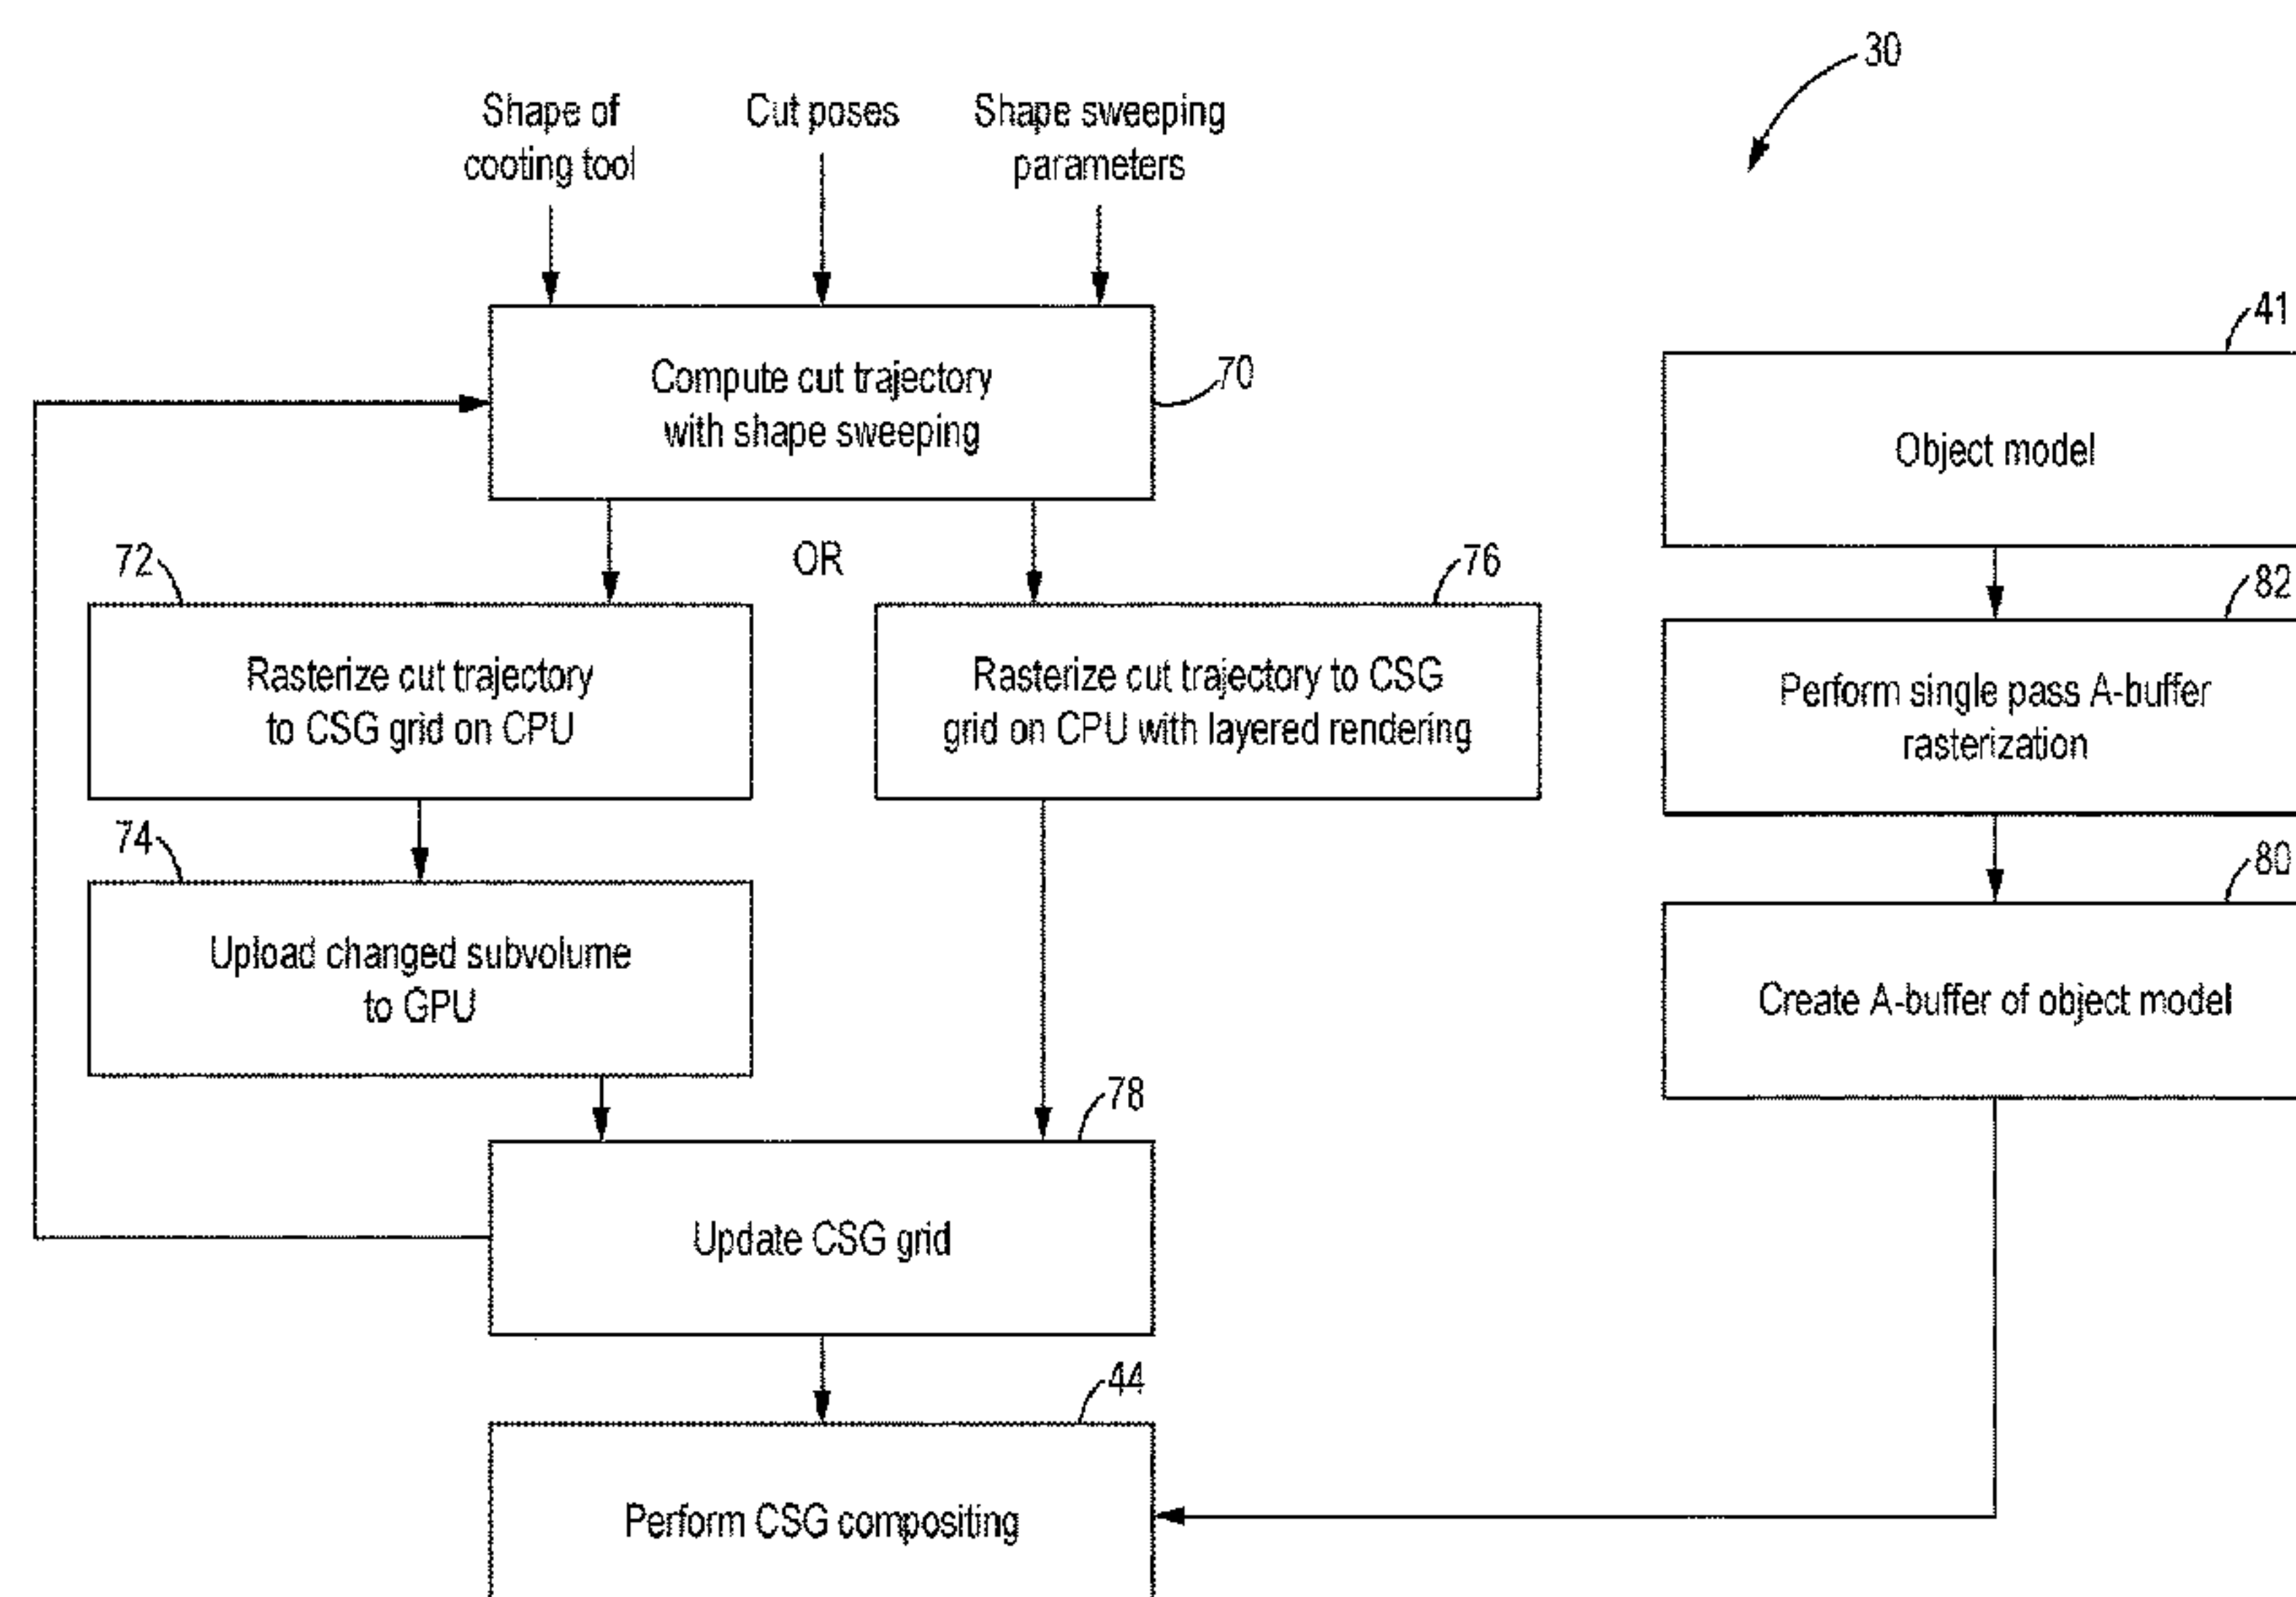 30
Shape of
cooting tool
Cut poses
Shape sweeping
parameters
Compute cut trajectory
with shape sweeping
70
41
Object model
OR
72
Rasterize cut trajectory
to CSG grid on CPU
76
Rasterize cut trajectory to CSG
grid on CPU with layered rendering
82
Perform single pass A-buffer
rasterization
74
Upload changed subvolume
to GPU
80
Create A-buffer of object model
78
Update CSG grid
44
Perform CSG compositing